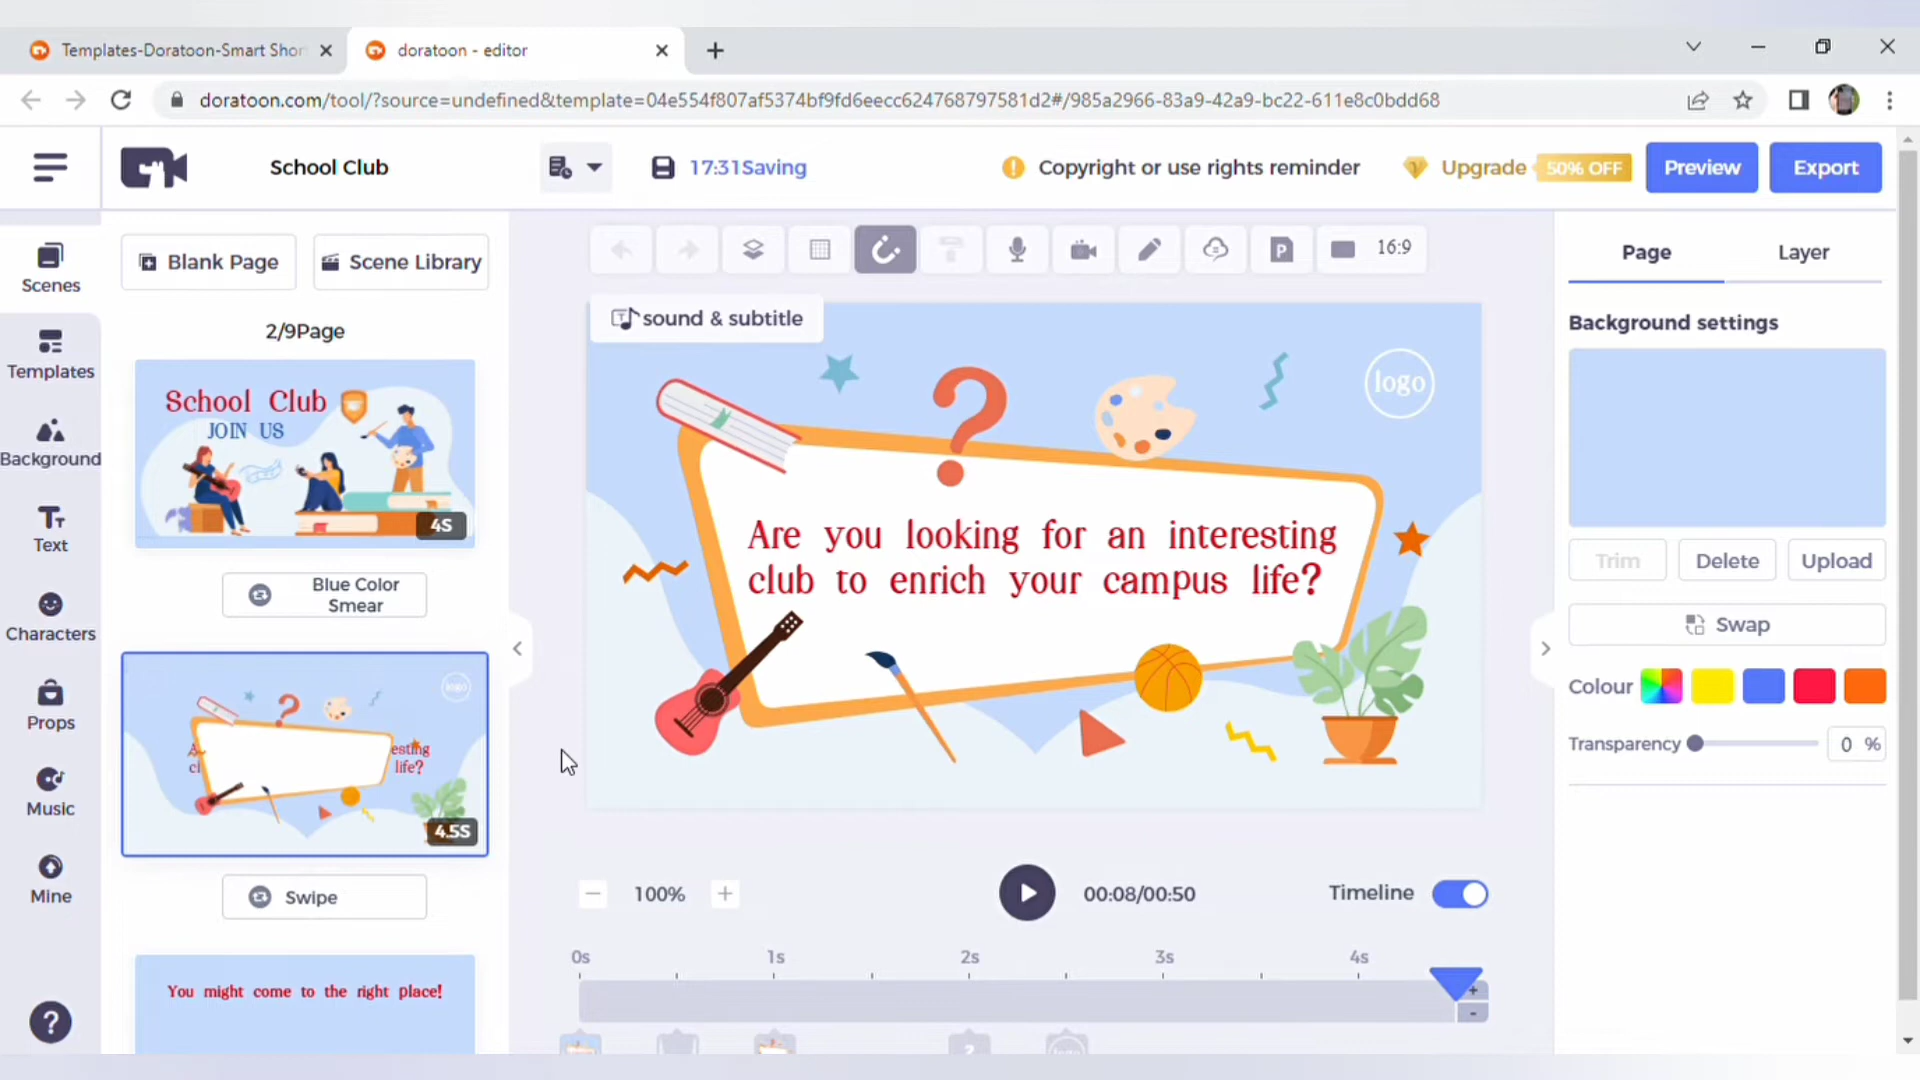 Templates-Doratoon-Smart Shor
doratoon - editor
doratoon.com/tool/?source=undefined&template=04e554f807af5374bf9fd6eecc624768797581d2#/985a2966-83a9-42a9-bc22-611e8c0bdd68
School Club
17:31Saving
Copyright or use rights reminder
Upgrade
50% OFF
Preview
Export
Scenes
Templates
Background
Text
Characters
Props
Music
Mine
?
Blank Page
Scene Library
2/9Page
School Club
JOIN US
4S
Blue Color
Smear
logo
?
esting
life?
4.5S
Swipe
You might come to the right place!
P
16:9
sound & subtitle
?
logo
Are you looking for an interesting
club to enrich your campus life?
100%
00:08/00:50
Timeline
0s
1s
2s
3s
4s
+
-
Page
Layer
Background settings
Trim
Delete
Upload
Swap
Colour
Transparency
0 %